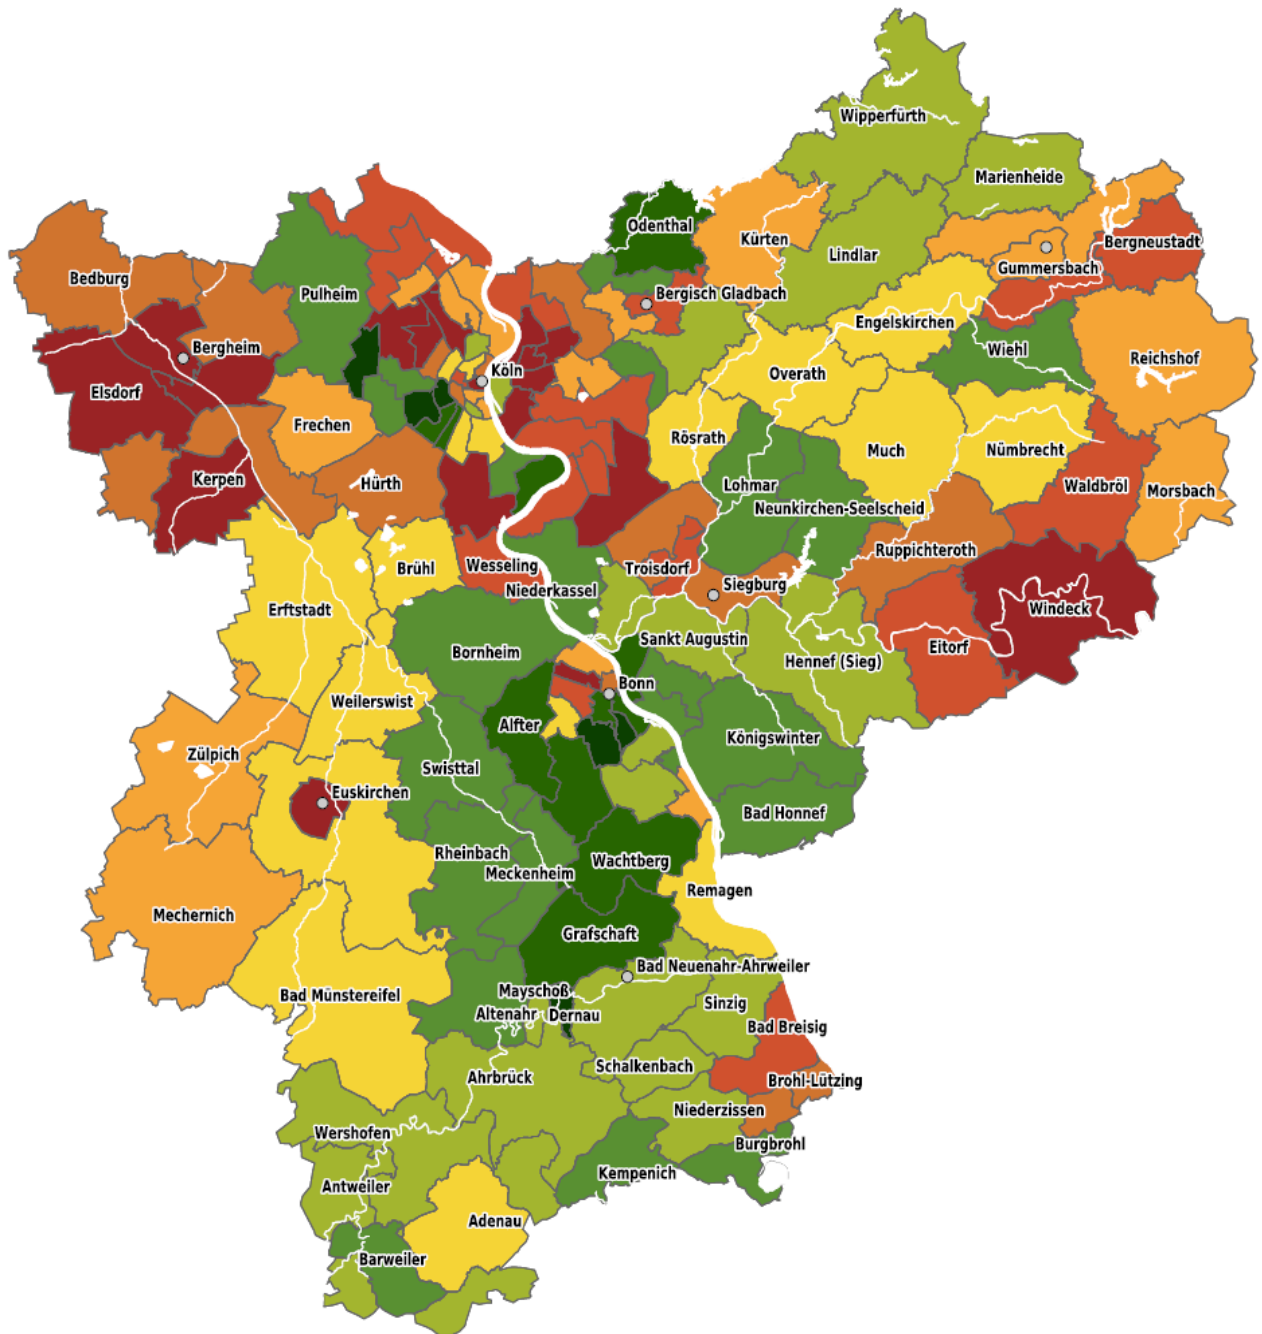 Wipperfürth
Marienheide
Odenthal
Kürten
Bergneustadt
Lindlar
Gummersbach
Bedburg
Pulheim
Bergisch Gladbach
Engelskirchen
Bergheim
Wiehl
Reichshof
Köln
Overath
Elsdorf
Frechen
Rösrath
Much
Nümbrecht
Kerpen
Hürth
Lohmar
Waldbröl
Morsbach
Neunkirchen-Seelscheid
Ruppichteroth
Wesseling
Brühl
Troisdorf
Siegburg
Niederkassel
Erftstadt
Windeck
Sankt Augustin
Bornheim
Hennef (Sieg)
Eitorf
Bonn
Weilerswist
Alfter
Königswinter
Zülpich
Swisttal
Euskirchen
Bad Honnef
Rheinbach
Wachtberg
Meckenheim
Remagen
Mechernich
Grafschaft
Bad Neuenahr-Ahrweiler
Mayschoß
Bad Münstereifel
Sinzig
Altenahr
Dernau
Bad Breisig
Schalkenbach
Ahrbrück
Brohl-Lützing
Niederzissen
Wershofen
Burgbrohl
Kempenich
Antweiler
Adenau
Barweiler